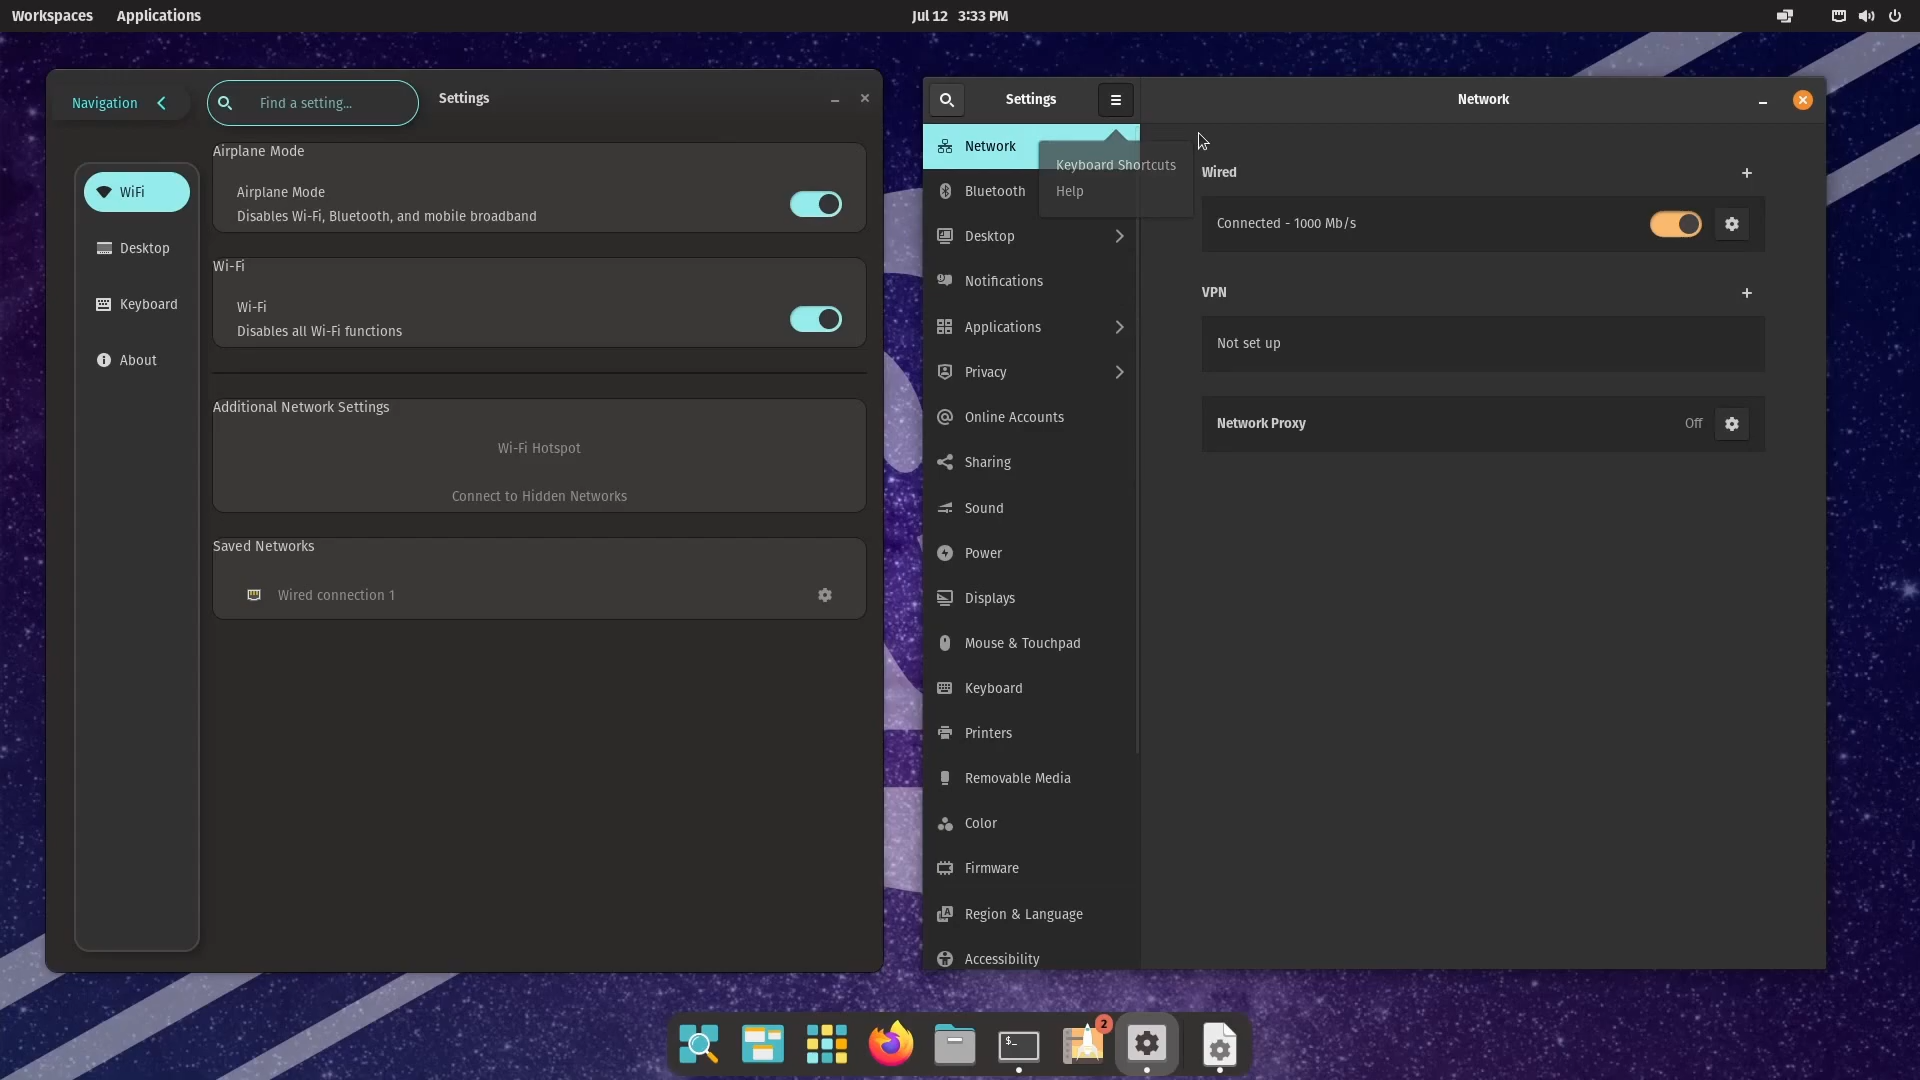 Workspaces Applications Jul 12 3:33 PM
Navigation Find a setting... Settings
WiFi
Desktop
Keyboard
About
Airplane Mode
Airplane Mode
Disables Wi-Fi, Bluetooth, and mobile broadband
Wi-Fi
Wi-Fi
Disables all Wi-Fi functions
Additional Network Settings
Wi-Fi Hotspot
Connect to Hidden Networks
Saved Networks
Wired connection 1
Settings Network
Network
Bluetooth
Desktop
Notifications
Applications
Privacy
Online Accounts
Sharing
Sound
Power
Displays
Mouse & Touchpad
Keyboard
Printers
Removable Media
Color
Firmware
Region & Language
Accessibility
Keyboard Shortcuts
Help
Wired
Connected - 1000 Mb/s
VPN
Not set up
Network Proxy Off
$_
2